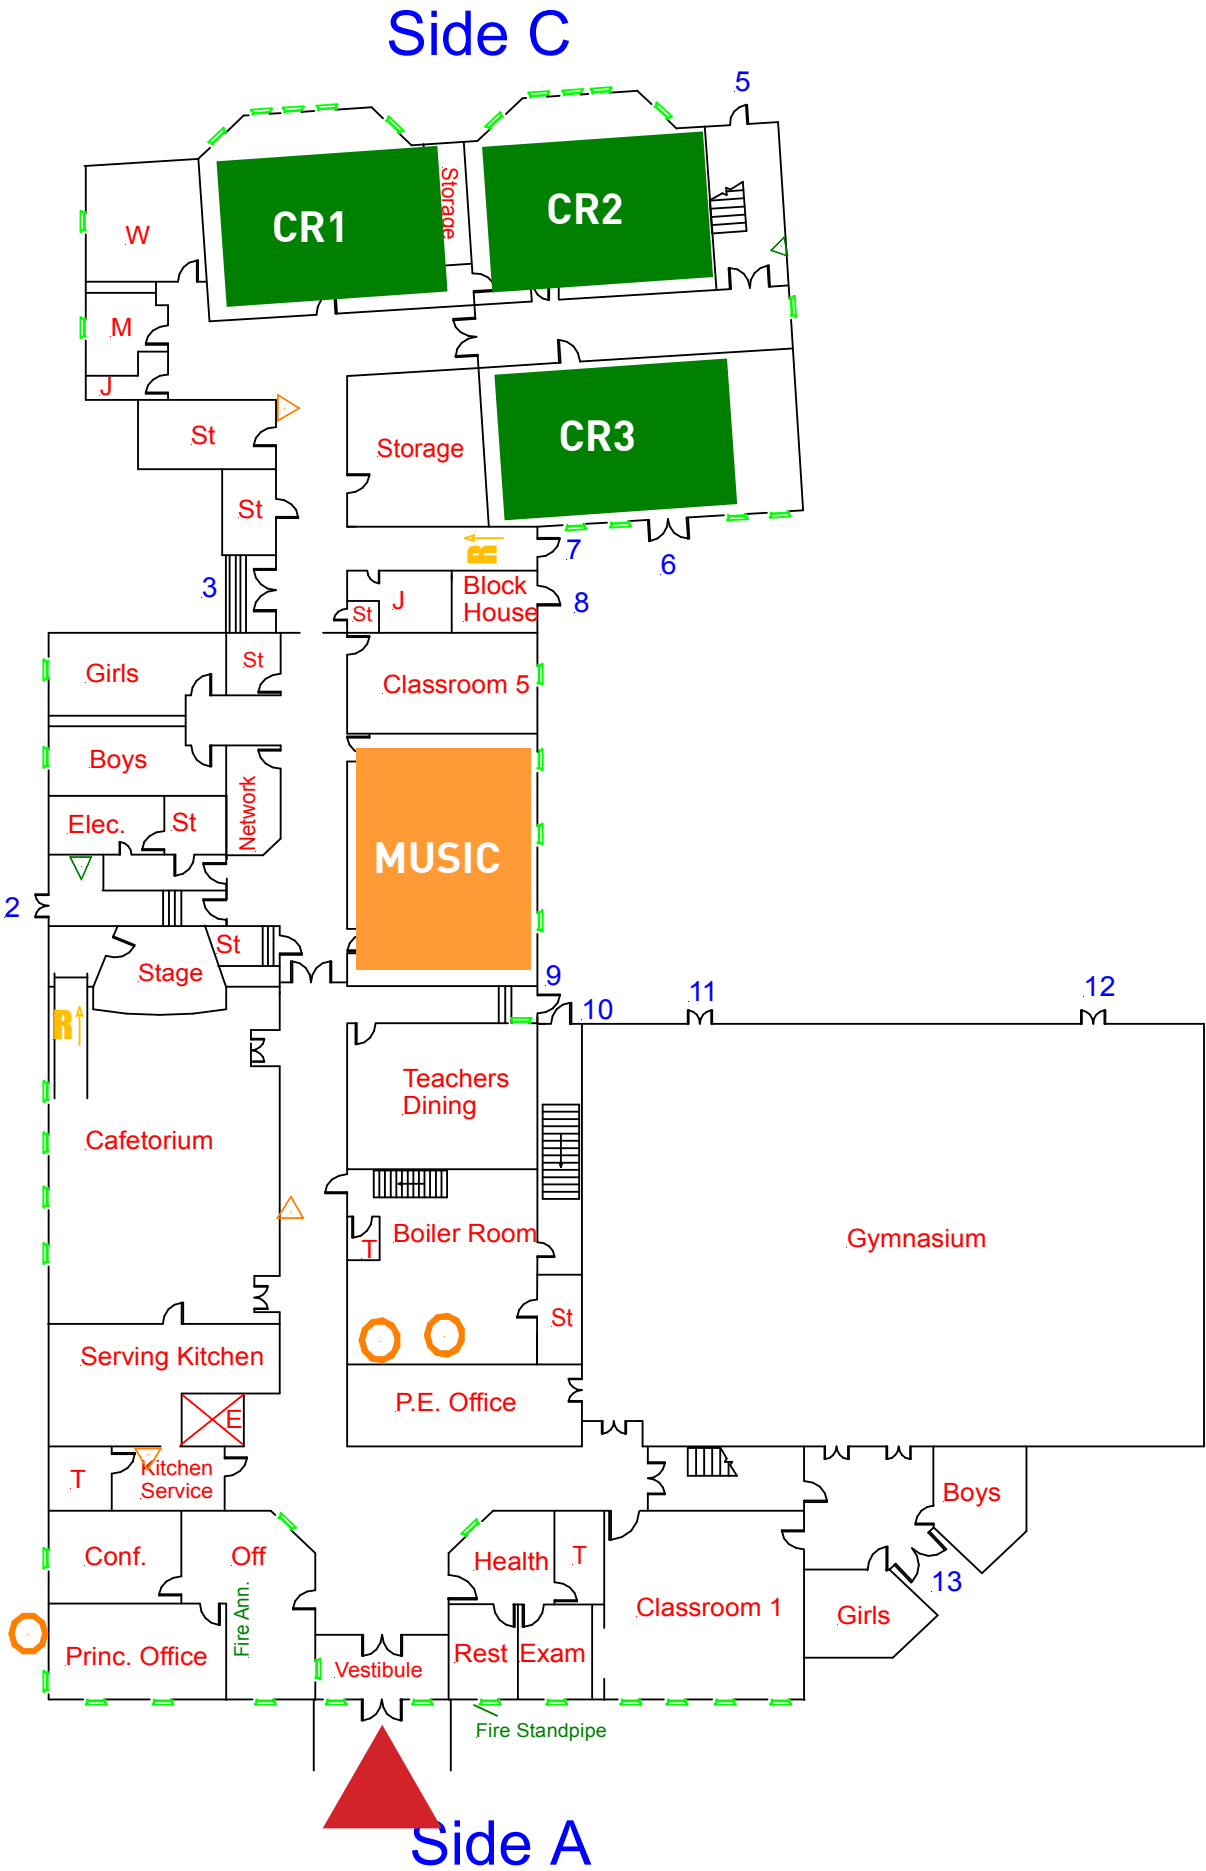 Side C
5
CR1
Storage
CR2
W
M
J
St
Storage
CR3
St
R
7
6
3
St
J
Block
House
8
Girls
St
Classroom 5
Boys
Elec.
St
Network
MUSIC
2
St
Stage
9
10
11
12
R
Teachers
Dining
Cafetorium
Boiler Room
T
Gymnasium
St
Serving Kitchen
E
P.E. Office
T
Kitchen
Service
Boys
Conf.
Off
Health
T
13
Fire Ann.
Classroom 1
Girls
Princ. Office
Vestibule
Rest
Exam
Fire Standpipe
Side A